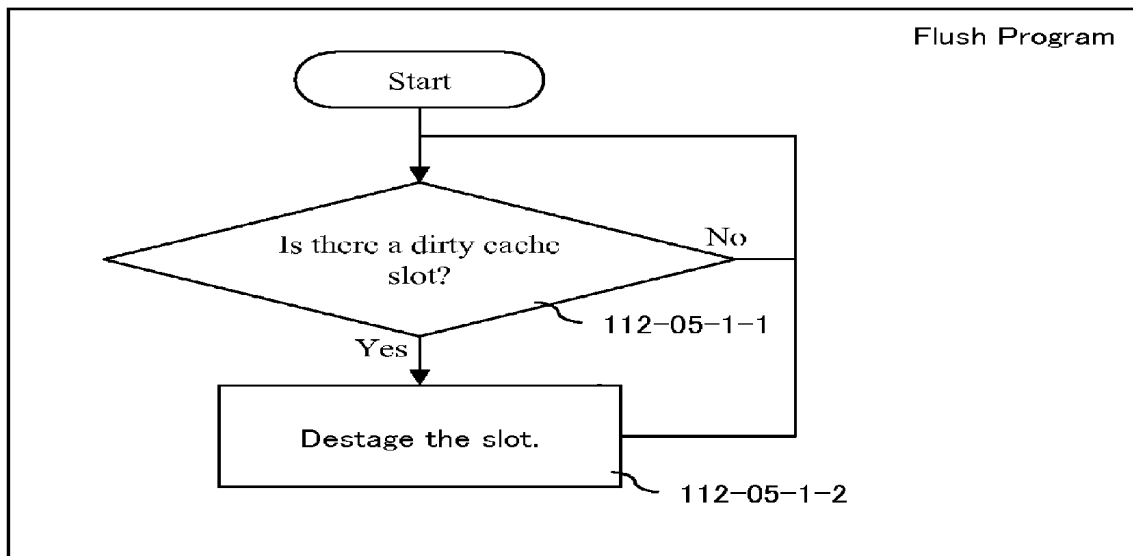 Flush Program
Start
Is there a dirty cache
slot?
No
112-05-1-1
Yes
Destage the slot.
112-05-1-2